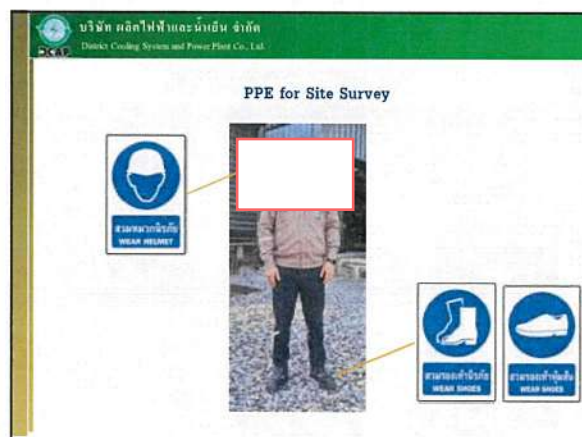 บริษัท ผลิตไฟฟ้าและน้ำเย็น จำกัด
District Cooling System and Power Plant Co., Ltd.
DCAP
PPE for Site Survey
สวมหมวกนิรภัย
WEAR HELMET
สวมรองเท้านิรภัย
WEAR SHOES
สวมรองเท้าหุ้มส้น
WEAR SHOES